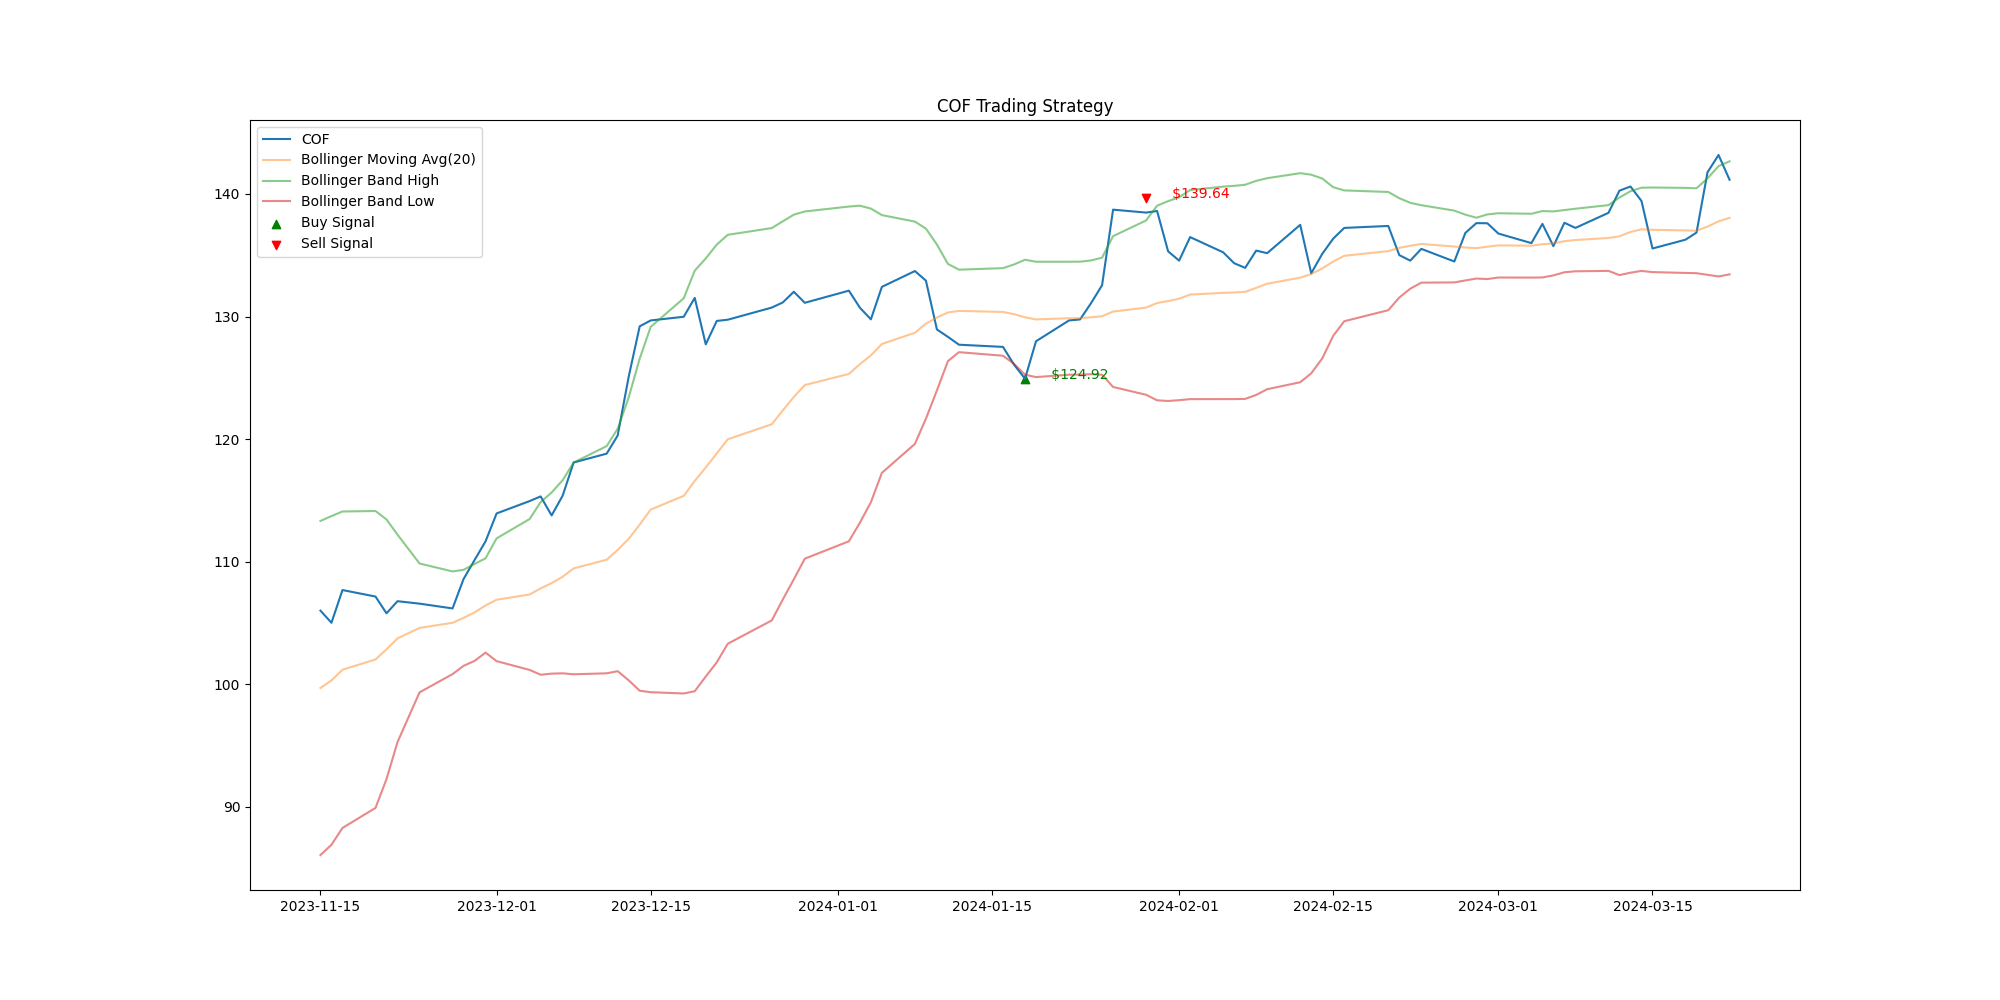 COF Trading Strategy
COF
Bollinger Moving Avg(20)
Bollinger Band High
Bollinger Band Low
Buy Signal
Sell Signal
140
130
120
110
100
90
$139.64
$124.92
2023-11-15
2023-12-01
2023-12-15
2024-01-01
2024-01-15
2024-02-01
2024-02-15
2024-03-01
2024-03-15